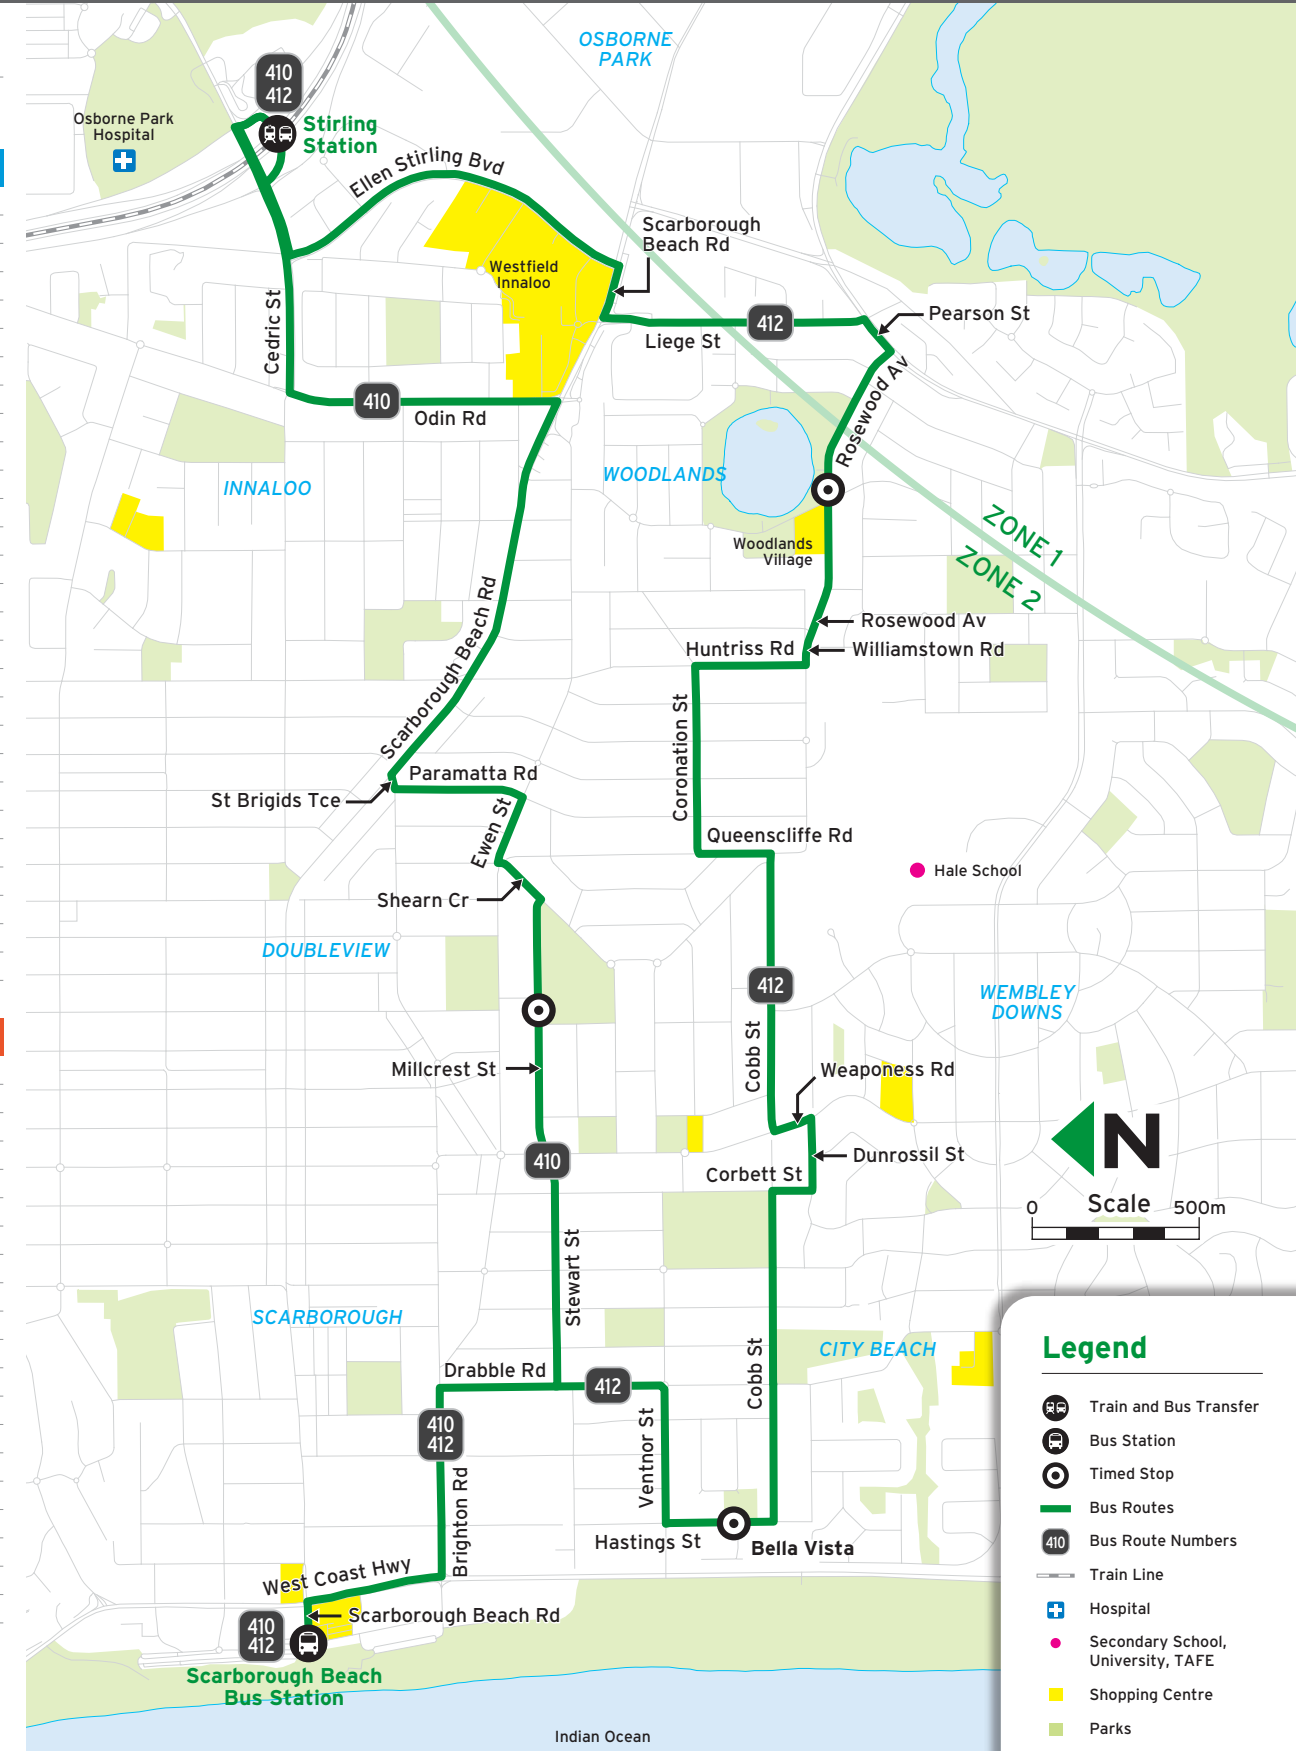 OSBORNE
PARK
410
412
Osborne Park
Hospital
Stirling
Station
Ellen Stirling Bvd
Scarborough
Beach Rd
Westfield
Innaloo
Cedric St
412
Pearson St
Liege St
Rosewood Av
410
Odin Rd
INNALOO
WOODLANDS
ZONE 1
ZONE 2
Woodlands
Village
Scarborough Beach Rd
Rosewood Av
Huntriss Rd
Williamstown Rd
Coronation St
Paramatta Rd
St Brigids Tce
Ewen St
Queenscliffe Rd
Hale School
Shearn Cr
DOUBLEVIEW
412
WEMBLEY
DOWNS
Cobb St
Millcrest St
Weaponess Rd
N
410
Dunrossil St
Corbett St
0
Scale
500m
Stewart St
SCARBOROUGH
CITY BEACH
Cobb St
Drabble Rd
412
410
412
Ventnor St
Brighton Rd
Hastings St
Bella Vista
West Coast Hwy
Scarborough Beach Rd
410
412
Scarborough Beach
Bus Station
Indian Ocean
Legend
Train and Bus Transfer
Bus Station
Timed Stop
Bus Routes
410
Bus Route Numbers
Train Line
Hospital
Secondary School,
University, TAFE
Shopping Centre
Parks